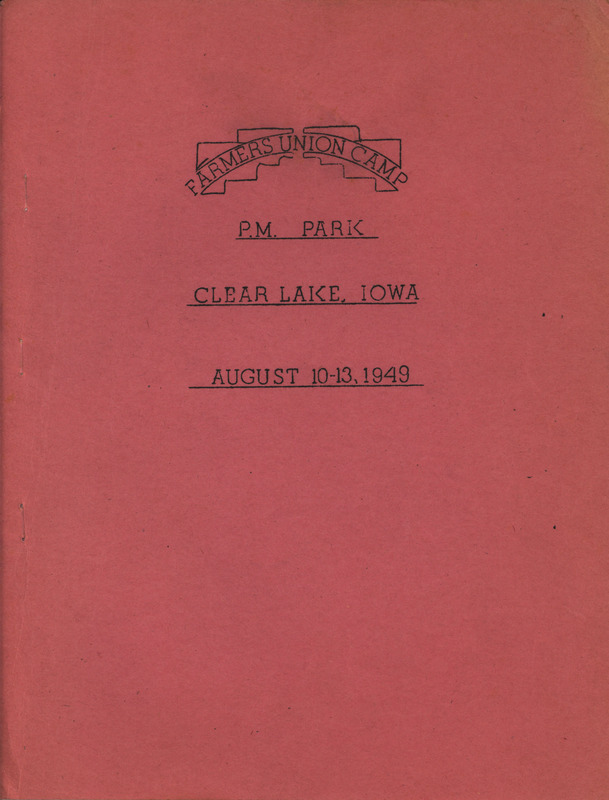 FARMERS UNION CAMP
P.M. PARK
CLEAR LAKE, IOWA
AUGUST 10-13, 1949